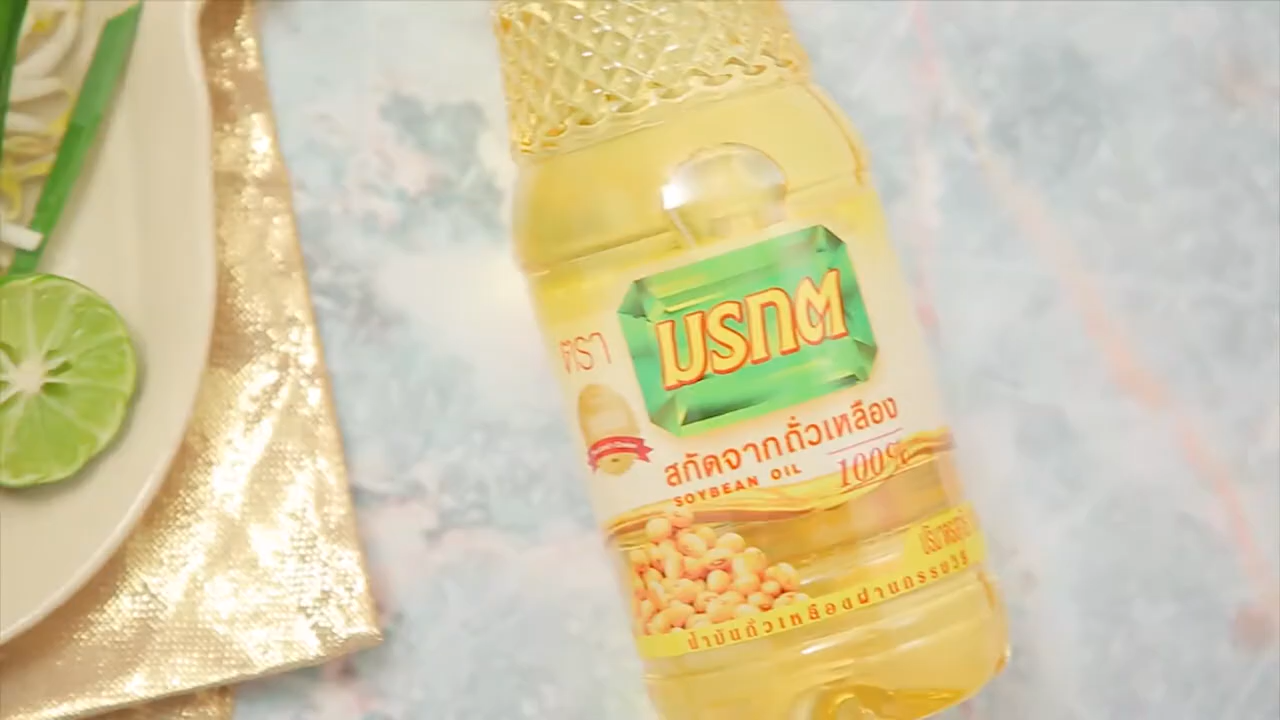 ตรา
มรกต
สกัดจากถั่วเหลือง
SOYBEAN OIL
100%
น้ำมันถั่วเหลืองผ่านกรรมวิธี